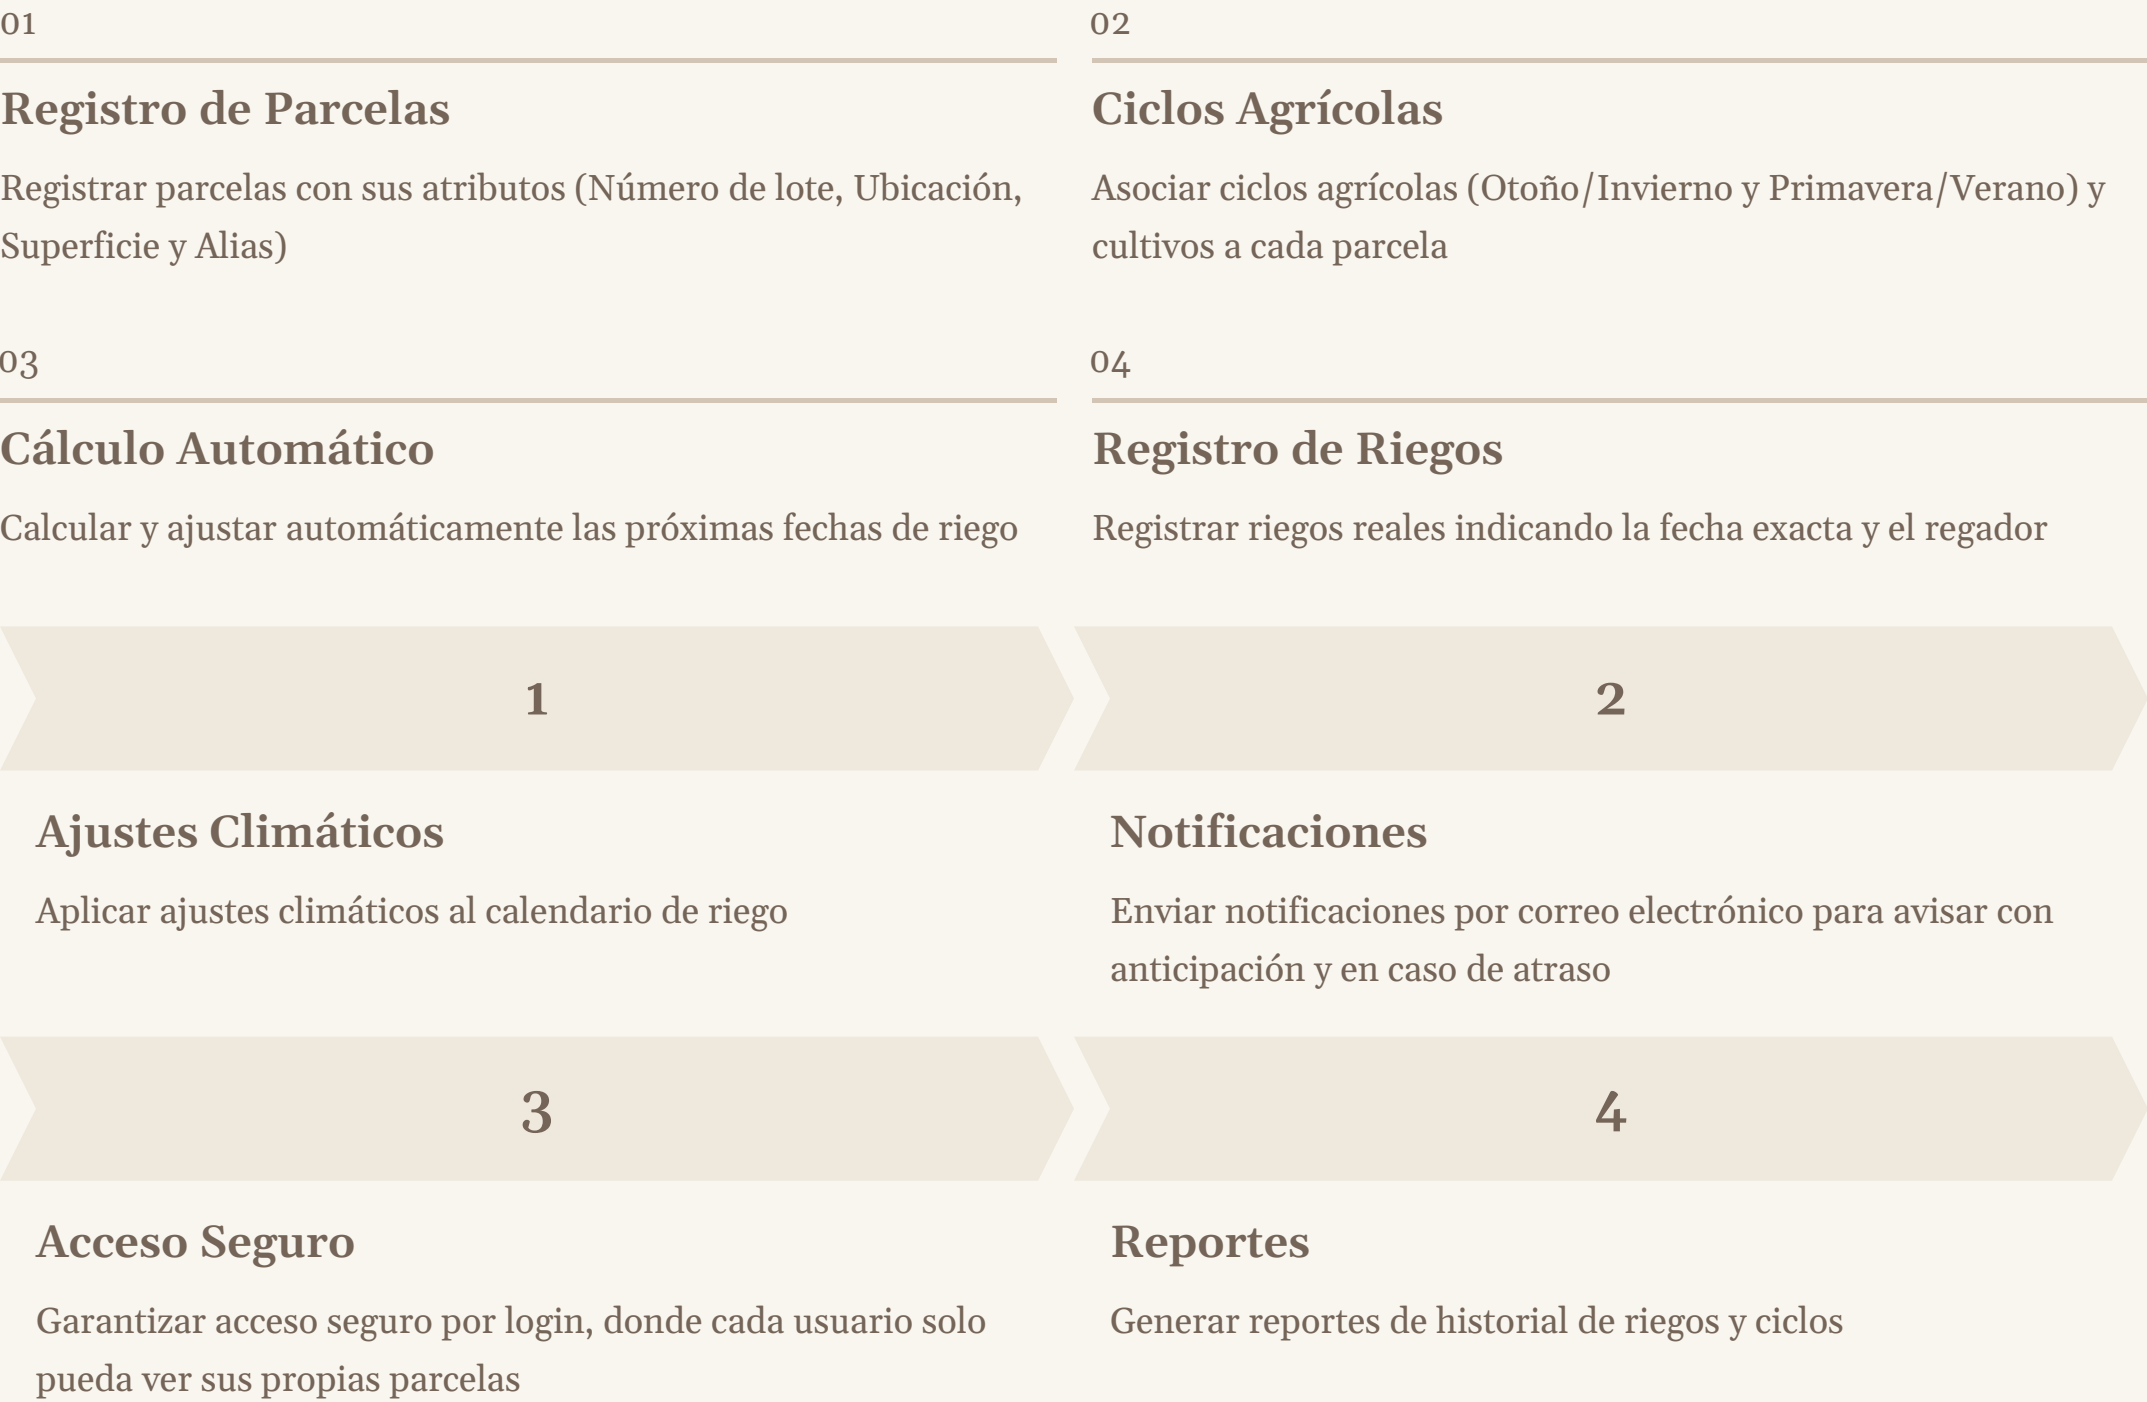 01
Registro de Parcelas
Registrar parcelas con sus atributos (Número de lote, Ubicación,
Superficie y Alias)
02
Ciclos Agrícolas
Asociar ciclos agrícolas (Otoño/Invierno y Primavera/Verano) y
cultivos a cada parcela
03
Cálculo Automático
Calcular y ajustar automáticamente las próximas fechas de riego
04
Registro de Riegos
Registrar riegos reales indicando la fecha exacta y el regador
1
Ajustes Climáticos
Aplicar ajustes climáticos al calendario de riego
2
Notificaciones
Enviar notificaciones por correo electrónico para avisar con
anticipación y en caso de atraso
3
Acceso Seguro
Garantizar acceso seguro por login, donde cada usuario solo
pueda ver sus propias parcelas
4
Reportes
Generar reportes de historial de riegos y ciclos